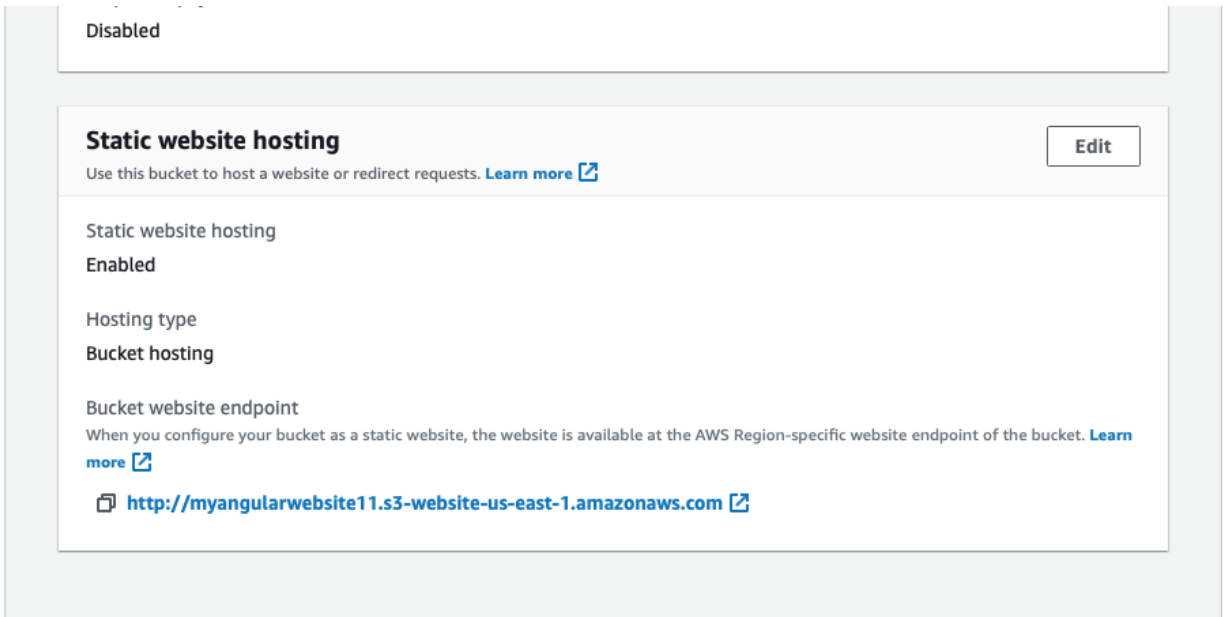 Disabled
Static website hosting
Edit
Use this bucket to host a website or redirect requests. Learn more
Static website hosting
Enabled
Hosting type
Bucket hosting
Bucket website endpoint
When you configure your bucket as a static website, the website is available at the AWS Region-specific website endpoint of the bucket. Learn
more
http://myangularwebsite11.s3-website-us-east-1.amazonaws.com